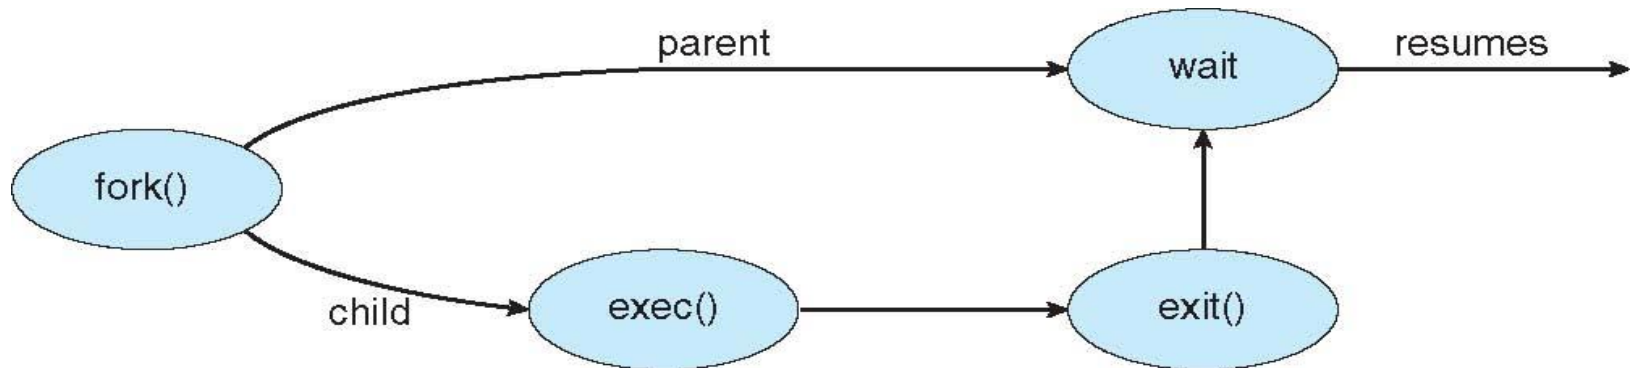 parent
wait
resumes
fork()
child
exec()
exit()